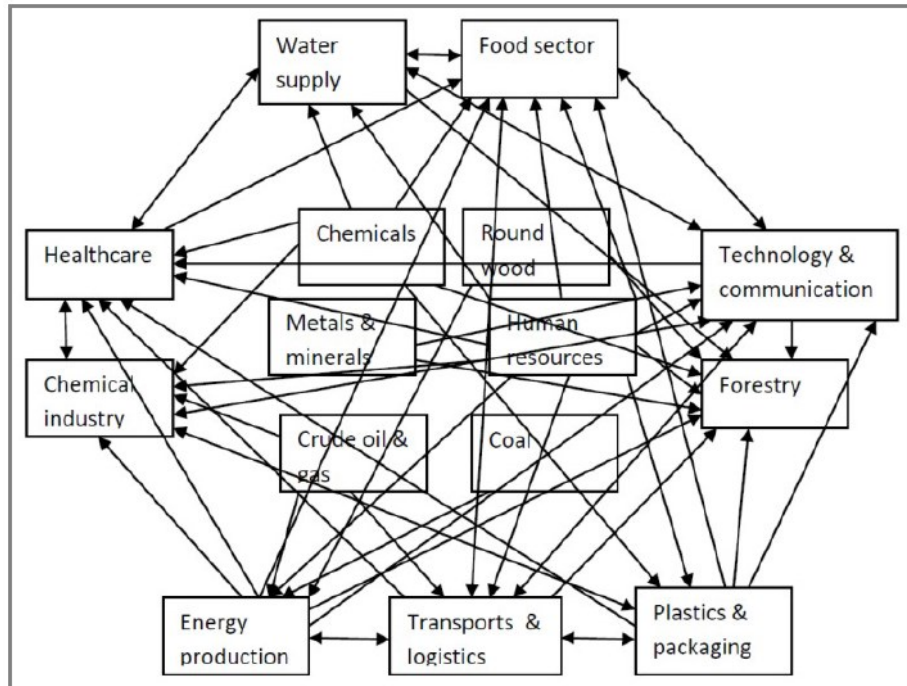 Water
supply
Food sector
Healthcare
Chemicals
Round
wood
Technology &
communication
Metals &
minerals
Human
resources
Chemical
industry
Forestry
Crude oil &
gas
Coal
Energy
production
Transports &
logistics
Plastics &
packaging